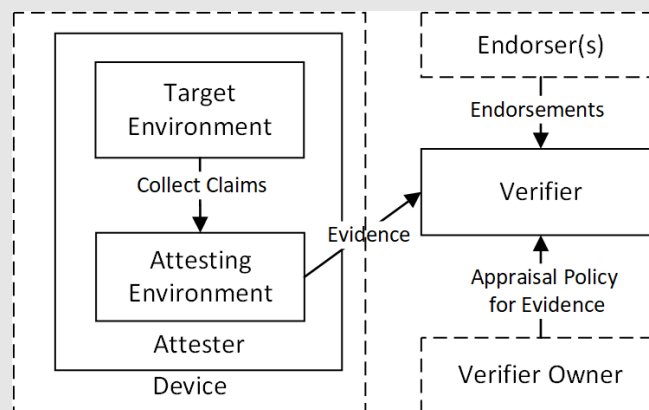 Target
Environment
Collect Claims
Attesting
Environment
Attester
Device
Evidence
Endorser(s)
Endorsements
Verifier
Appraisal Policy
for Evidence
Verifier Owner